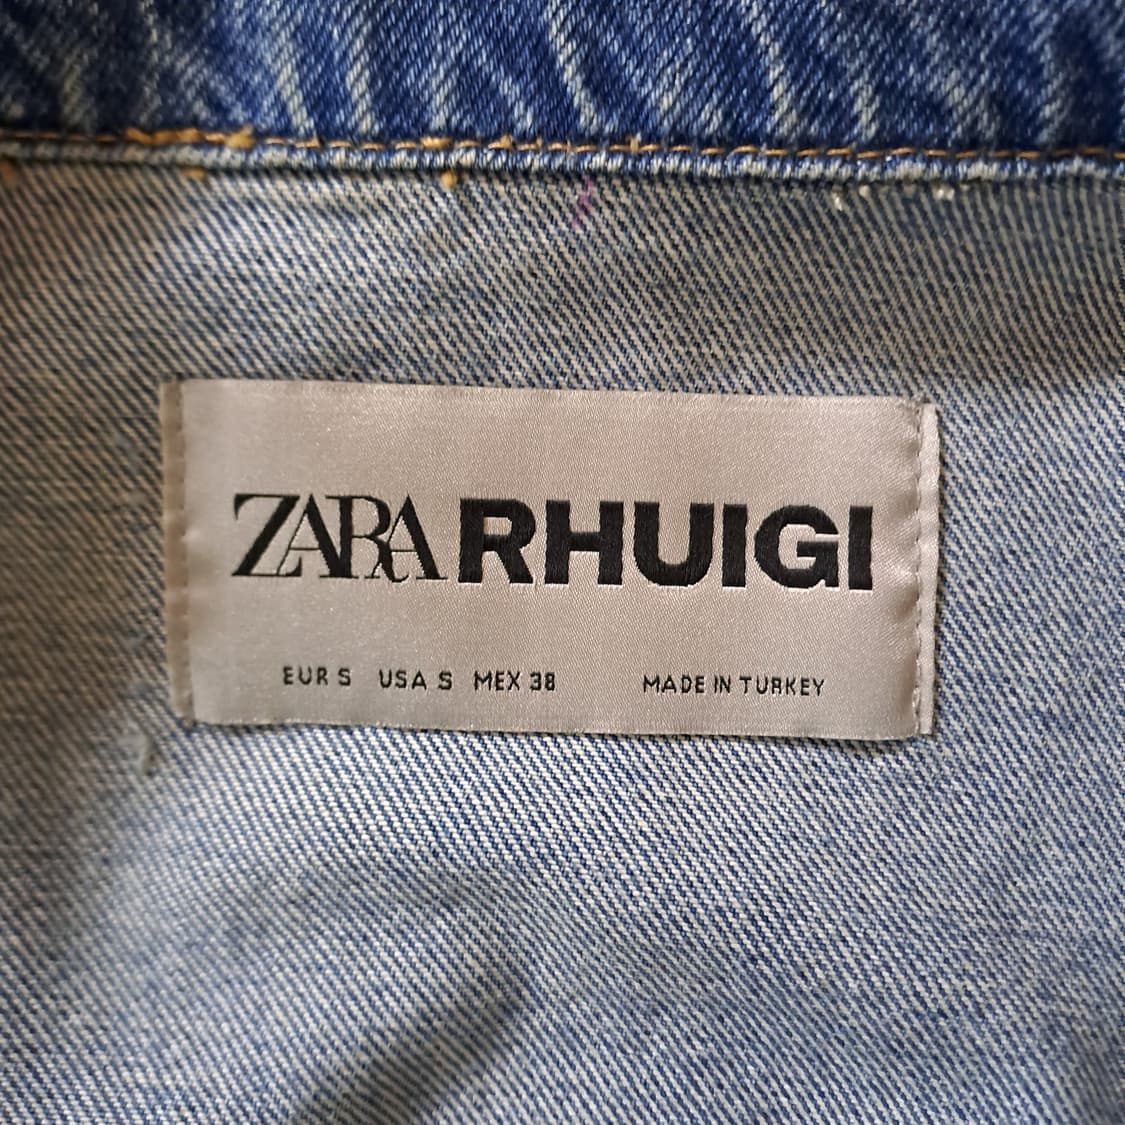 ZARA RHUIGI
EUR S USA S MEX 38 MADE IN TURKEY